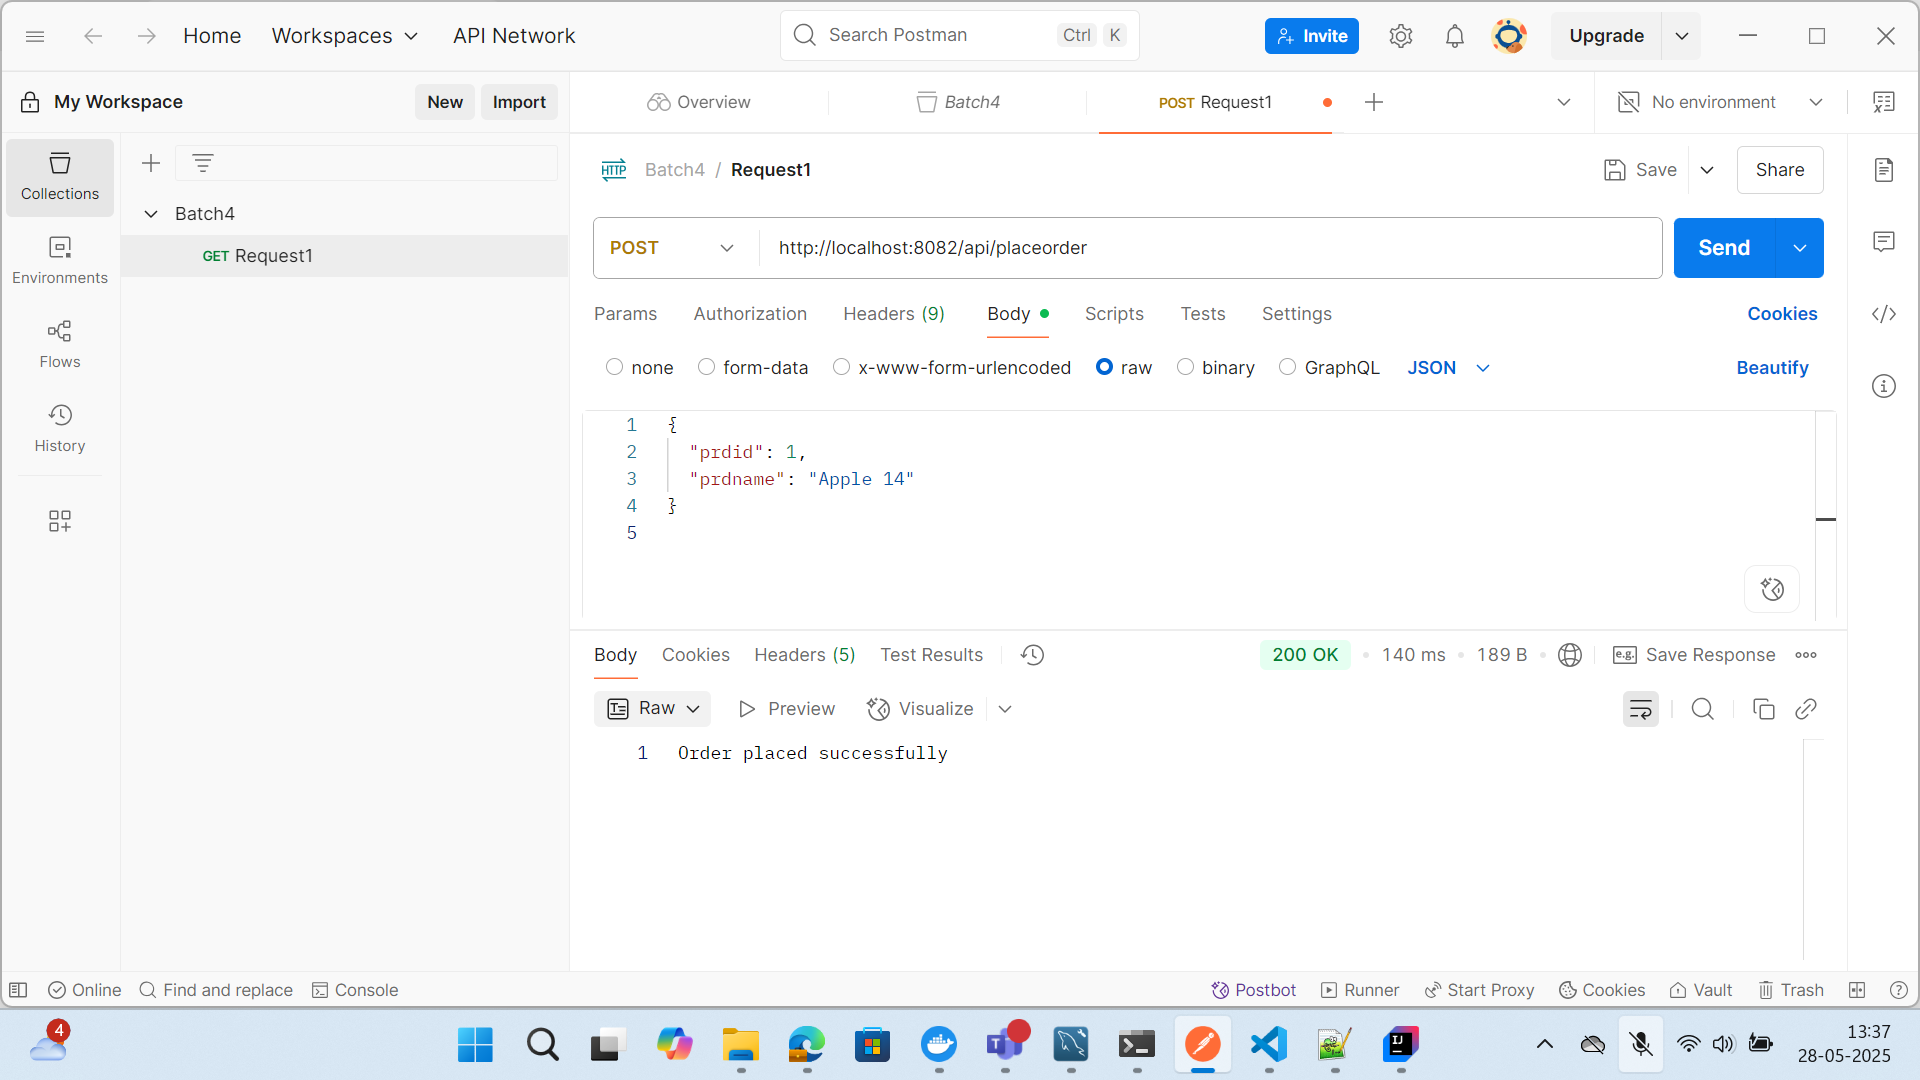 Home
Workspaces
API Network
Search Postman
Ctrl
K
Invite
Upgrade
My Workspace
New
Import
Overview
Batch4
POST Request1
No environment
Collections
Environments
Flows
History
Batch4
GET Request1
HTTP
Batch4 / Request1
Save
Share
POST
http://localhost:8082/api/placeorder
Send
Params
Authorization
Headers (9)
Body
Scripts
Tests
Settings
Cookies
none
form-data
x-www-form-urlencoded
raw
binary
GraphQL
JSON
Beautify
1 {
2 "prdid": 1,
3 "prdname": "Apple 14"
4 }
5
Body
Cookies
Headers (5)
Test Results
200 OK
140 ms
189 B
e.g.
Save Response
Raw
Preview
Visualize
1 Order placed successfully
Online
Find and replace
Console
Postbot
Runner
Start Proxy
Cookies
Vault
Trash
4
T
IJ
13:37
28-05-2025